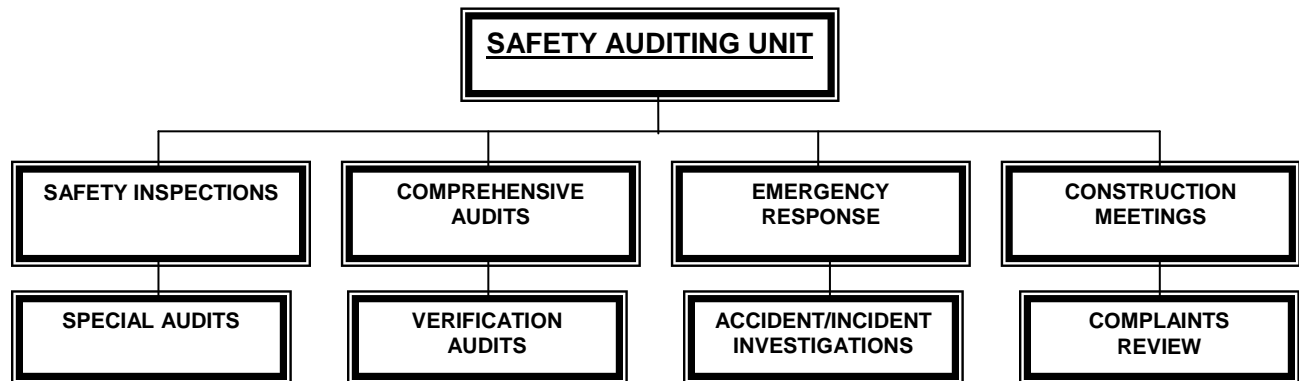 SAFETY AUDITING UNIT
SAFETY INSPECTIONS
COMPREHENSIVE
AUDITS
EMERGENCY
RESPONSE
CONSTRUCTION
MEETINGS
SPECIAL AUDITS
VERIFICATION
AUDITS
ACCIDENT/INCIDENT
INVESTIGATIONS
COMPLAINTS
REVIEW